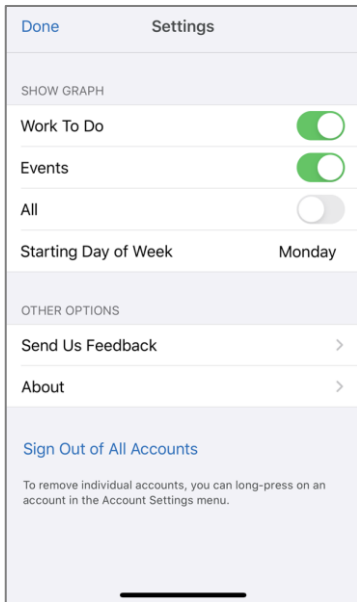 Done Settings
SHOW GRAPH
Work To Do
Events
All
Starting Day of Week Monday
OTHER OPTIONS
Send Us Feedback
About
Sign Out of All Accounts
To remove individual accounts, you can long-press on an
account in the Account Settings menu.